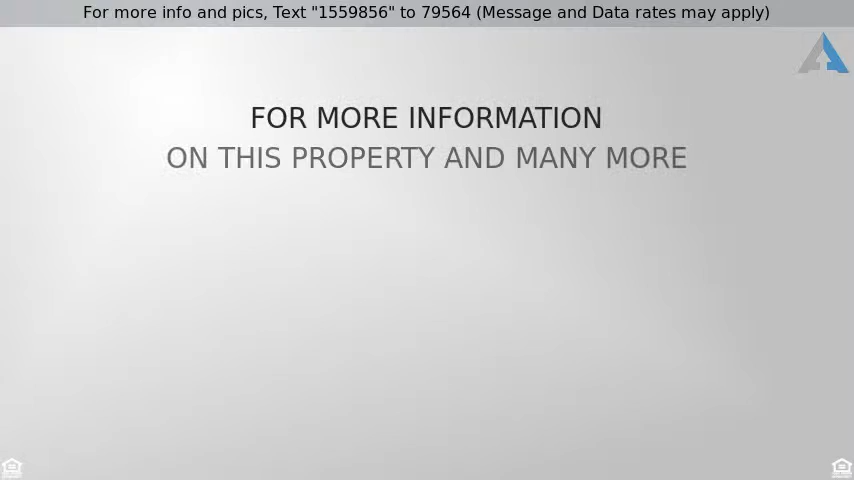 For more info and pics, Text "1559856" to 79564 (Message and Data rates may apply)
FOR MORE INFORMATION
ON THIS PROPERTY AND MANY MORE